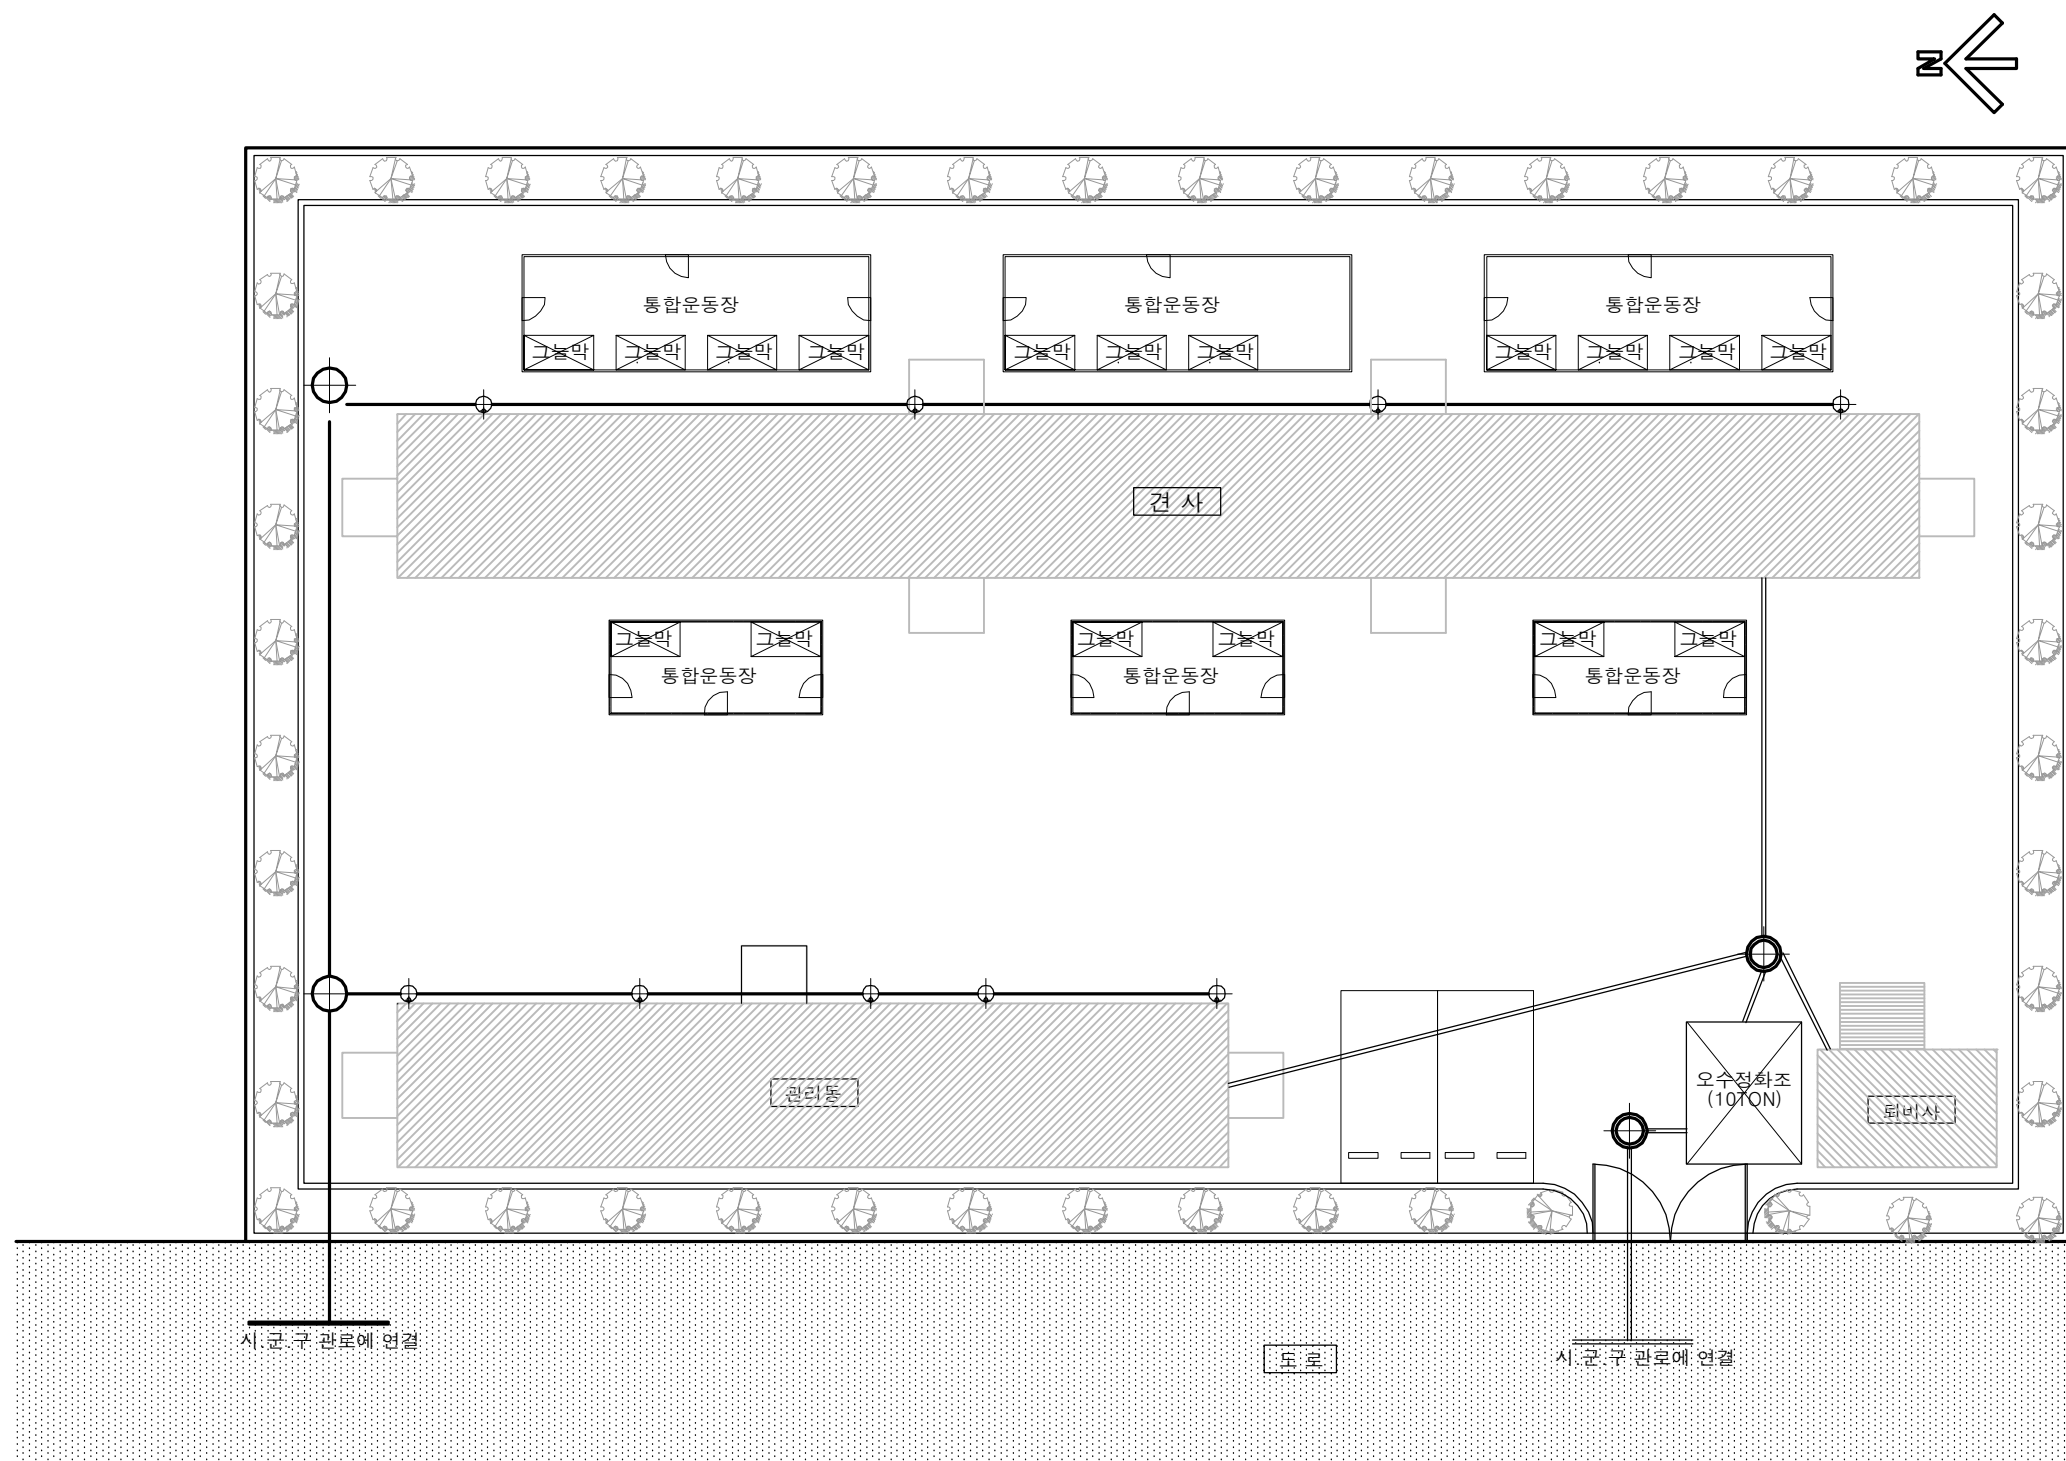 N
통합운동장
통합운동장
통합운동장
그늘막
그늘막
그늘막
그늘막
그늘막
그늘막
그늘막
그늘막
그늘막
그늘막
그늘막
견 사
그늘막
그늘막
그늘막
그늘막
그늘막
그늘막
통합운동장
통합운동장
통합운동장
오수정화조
(10TON)
관리동
퇴비사
시.군.구 관로에 연결
도 로
시.군.구 관로에 연결